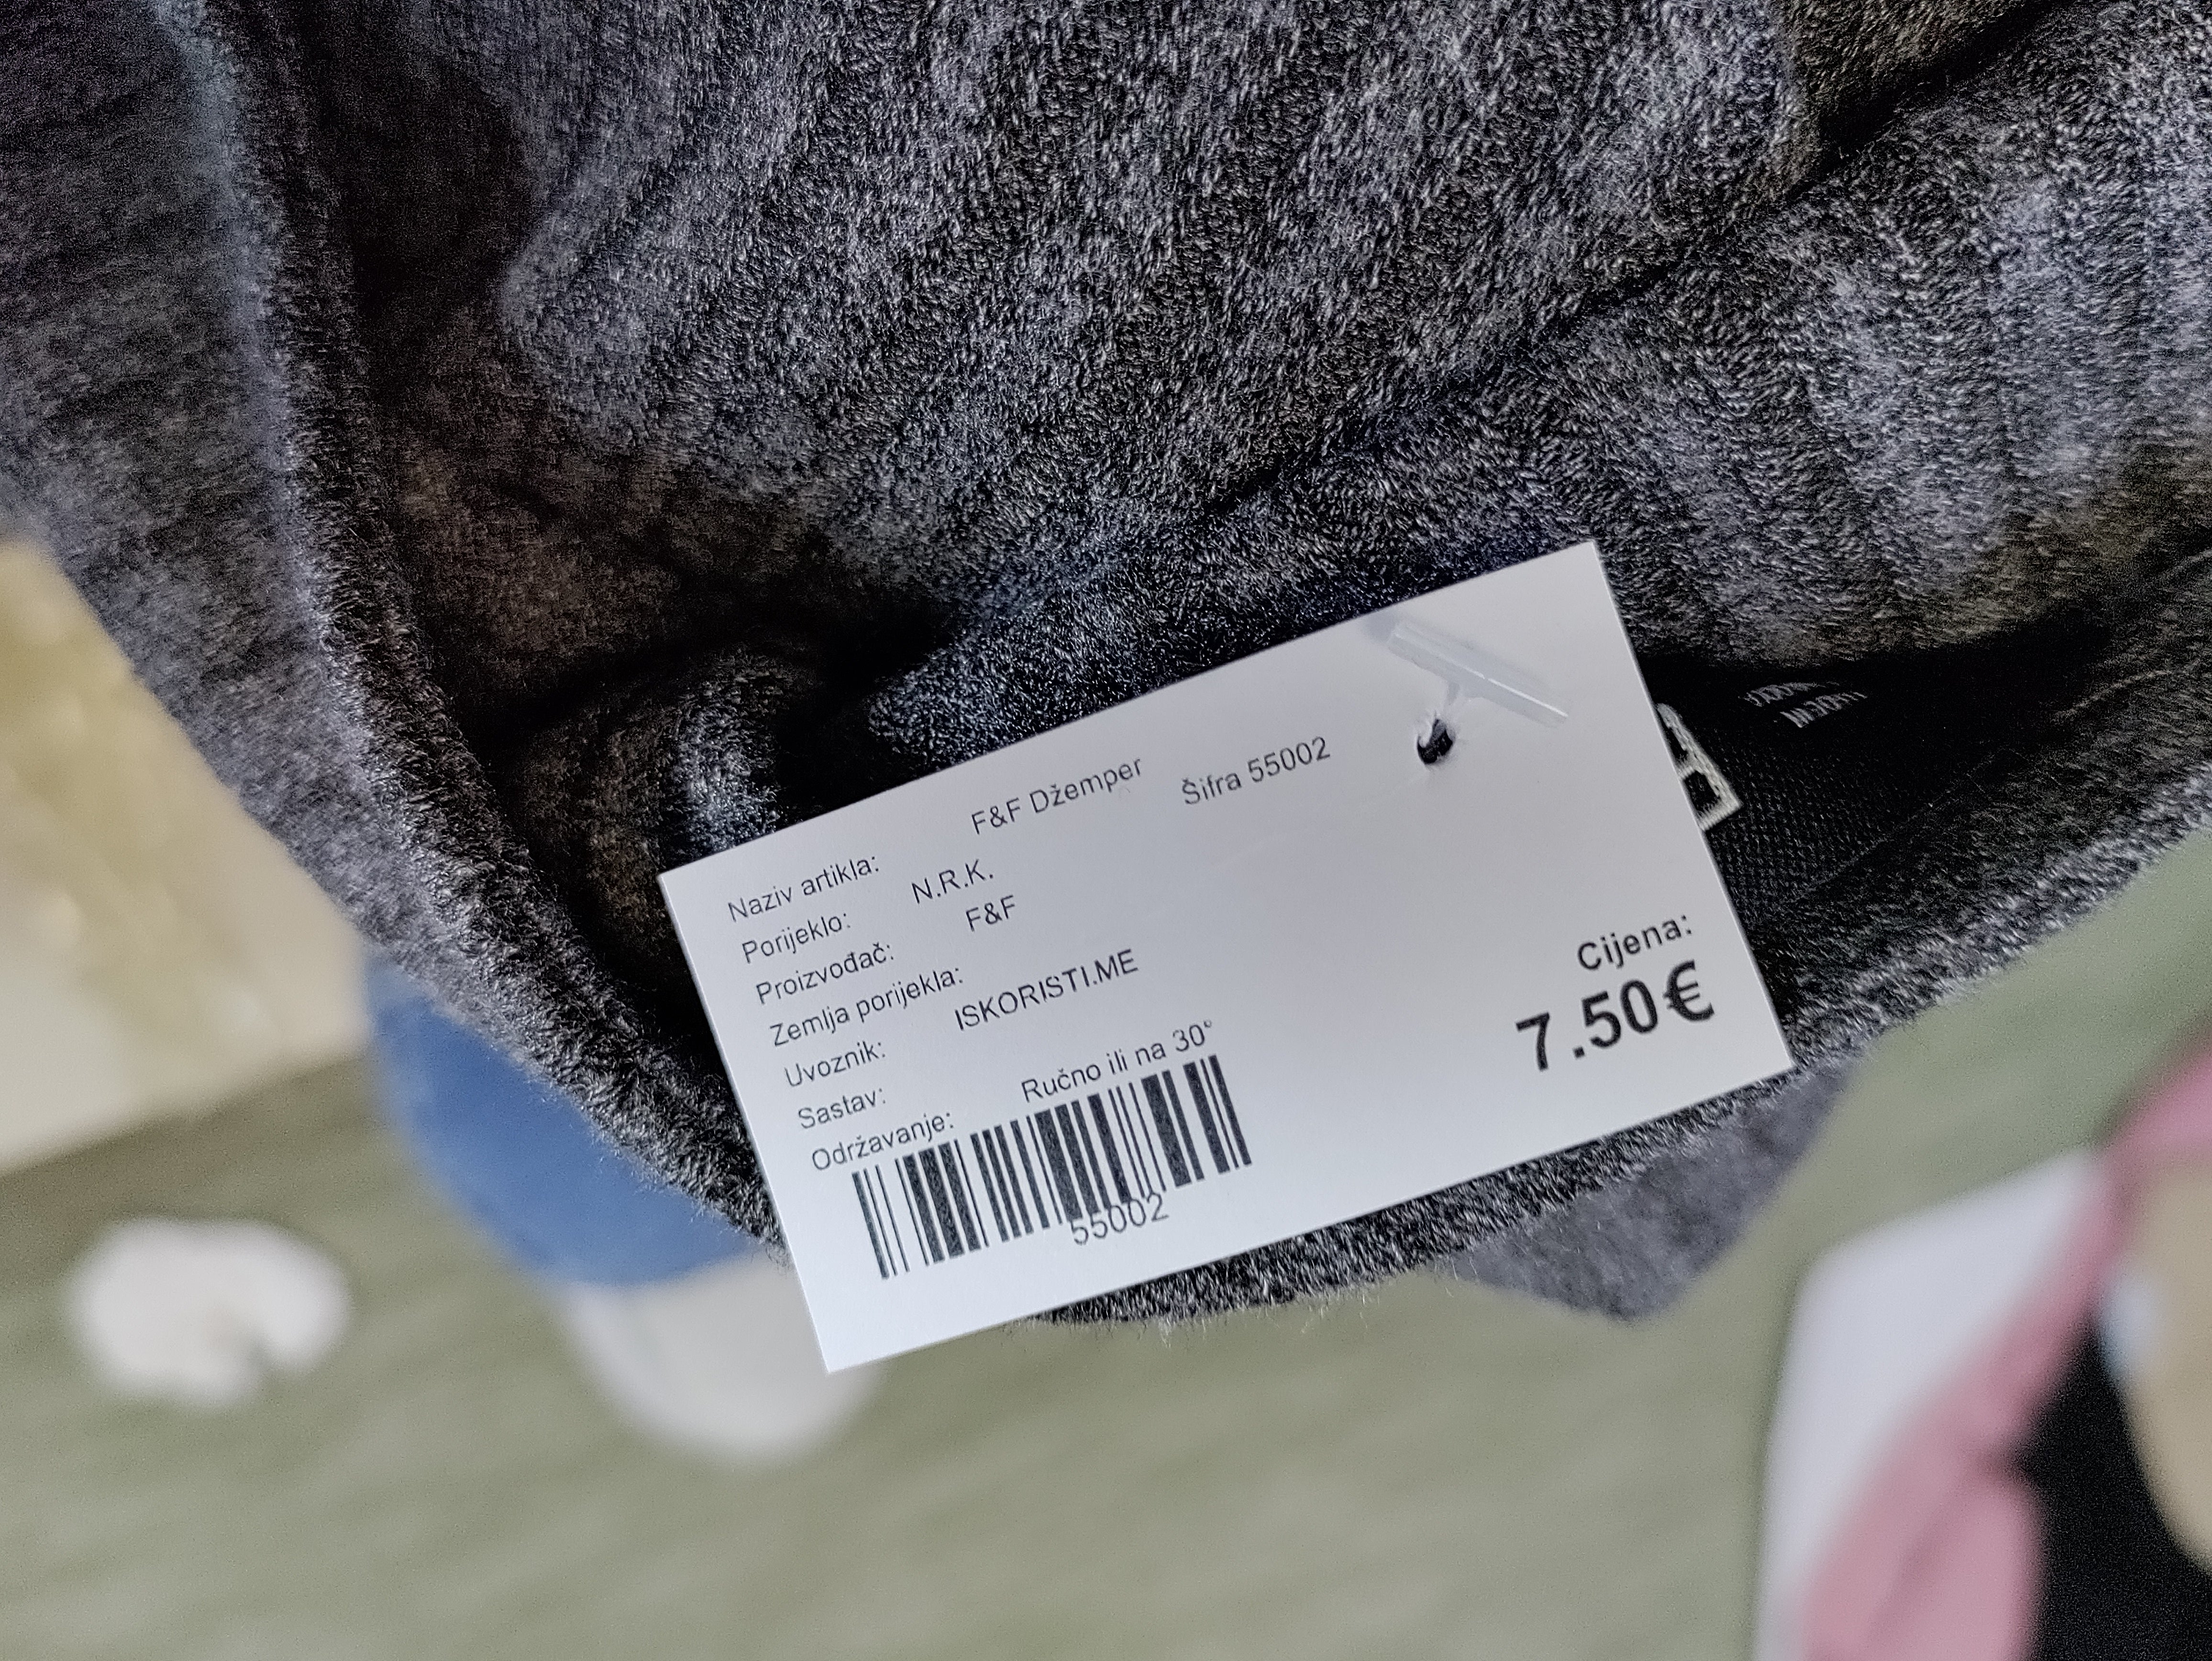 Naziv artikla: F&F Džemper Šifra 55002
Porijeklo: N.R.K.
Proizvođač: F&F
Zemlja porijekla:
Uvoznik: ISKORISTI.ME
Sastav:
Održavanje: Ručno ili na 30°
55002
Cijena:
7.50€